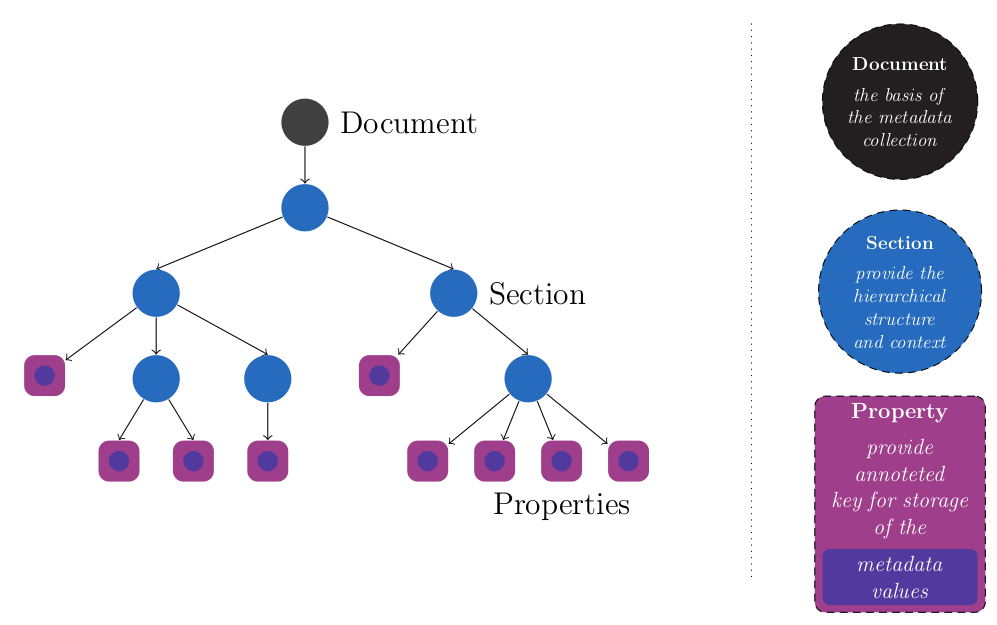 Document
Section
Properties
Document
the basis of
the metadata
collection
Section
provide the
hierarchical
structure
and context
Property
provide
annoteted
key for storage
of the
metadata
values